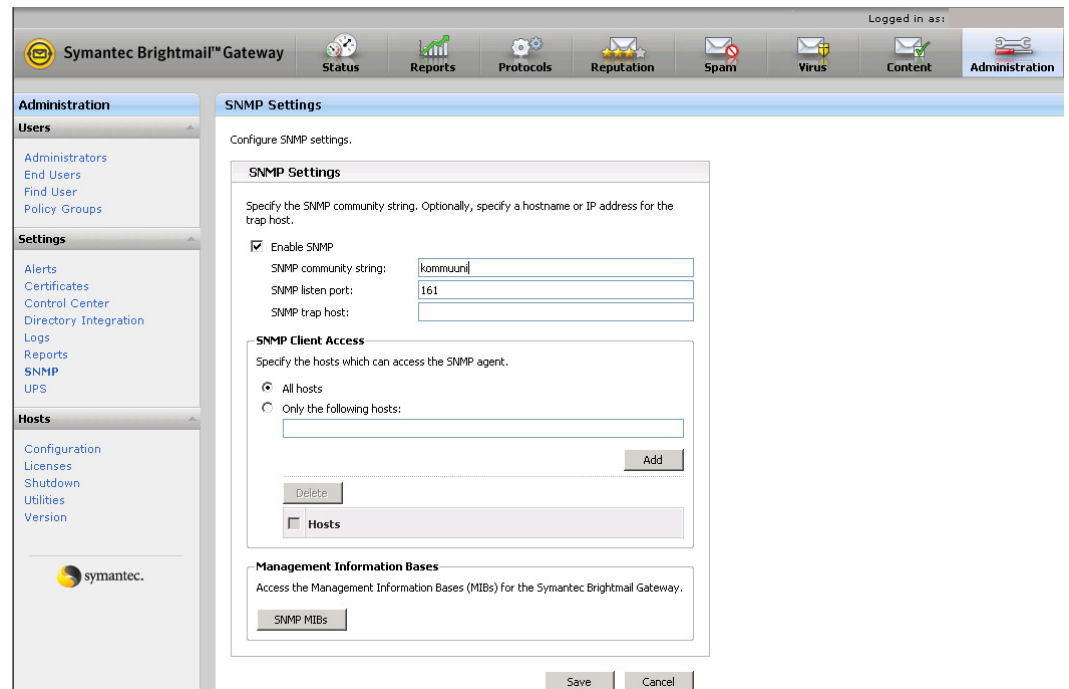 Logged in as:
Symantec Brightmail™ Gateway
Status
Reports
Protocols
Reputation
Spam
Virus
Content
Administration
Administration
Users
Administrators
End Users
Find User
Policy Groups
Settings
Alerts
Certificates
Control Center
Directory Integration
Logs
Reports
SNMP
UPS
Hosts
Configuration
Licenses
Shutdown
Utilities
Version
symantec.
SNMP Settings
Configure SNMP settings.
SNMP Settings
Specify the SNMP community string. Optionally, specify a hostname or IP address for the
trap host.
Enable SNMP
SNMP community string: kommuuni
SNMP listen port: 161
SNMP trap host:
SNMP Client Access
Specify the hosts which can access the SNMP agent.
All hosts
Only the following hosts:
Add
Delete
Hosts
Management Information Bases
Access the Management Information Bases (MIBs) for the Symantec Brightmail Gateway.
SNMP MIBs
Save Cancel